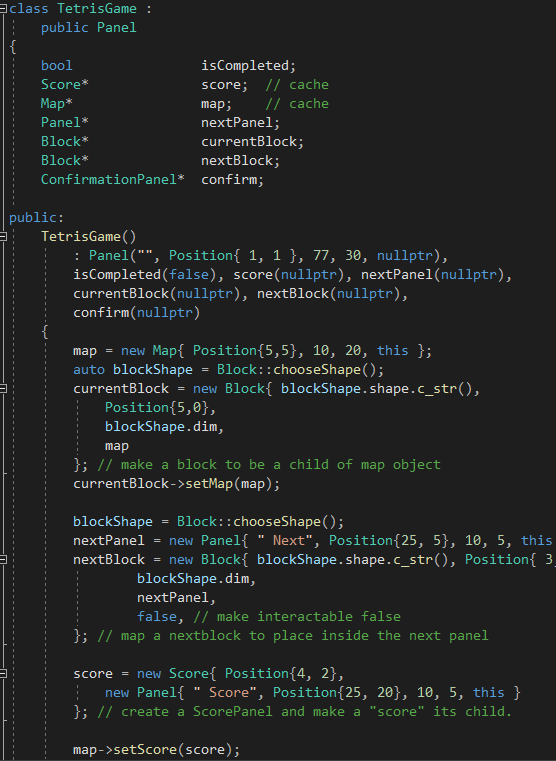 class TetrisGame :
    public Panel
{
    bool                isCompleted;
    Score*              score;  // cache
    Map*                map;    // cache
    Panel*              nextPanel;
    Block*              currentBlock;
    Block*              nextBlock;
    ConfirmationPanel*  confirm;

public:
    TetrisGame()
        : Panel("", Position{ 1, 1 }, 77, 30, nullptr),
        isCompleted(false), score(nullptr), nextPanel(nullptr),
        currentBlock(nullptr), nextBlock(nullptr),
        confirm(nullptr)
    {
        map = new Map{ Position{5,5}, 10, 20, this };
        auto blockShape = Block::chooseShape();
        currentBlock = new Block{ blockShape.shape.c_str(),
            Position{5,0},
            blockShape.dim,
            map
        }; // make a block to be a child of map object
        currentBlock->setMap(map);

        blockShape = Block::chooseShape();
        nextPanel = new Panel{ " Next", Position{25, 5}, 10, 5, this
        nextBlock = new Block{ blockShape.shape.c_str(), Position{ 3,
                blockShape.dim,
                nextPanel,
                false, // make interactable false
        }; // map a nextblock to place inside the next panel

        score = new Score{ Position{4, 2},
            new Panel{ " Score", Position{25, 20}, 10, 5, this }
        }; // create a ScorePanel and make a "score" its child.

        map->setScore(score);